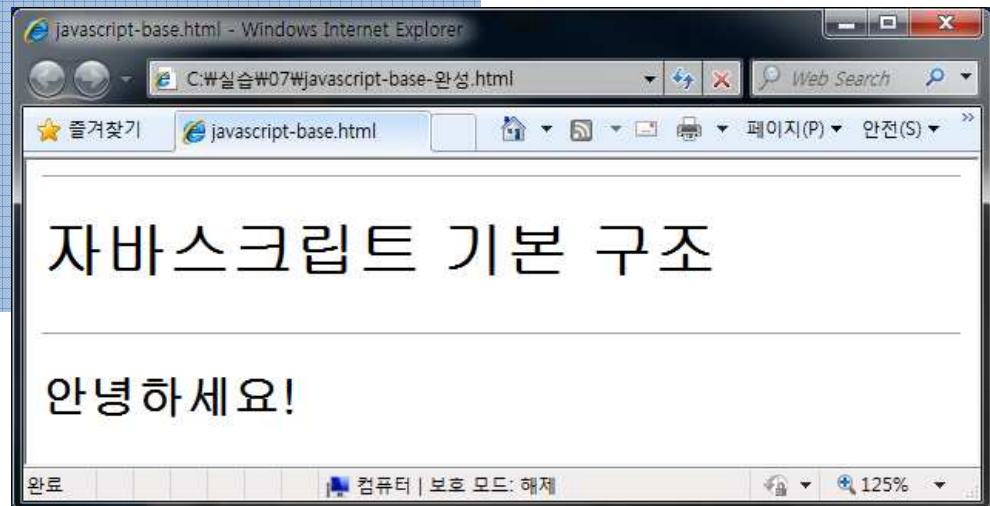 javascript-base.html - Windows Internet Explorer
C:₩실습₩07₩javascript-base-완성.html Web Search
즐겨찾기 javascript-base.html 페이지(P) 안전(S) »
자바스크립트 기본 구조
안녕하세요!
완료 컴퓨터 | 보호 모드: 해제 125%